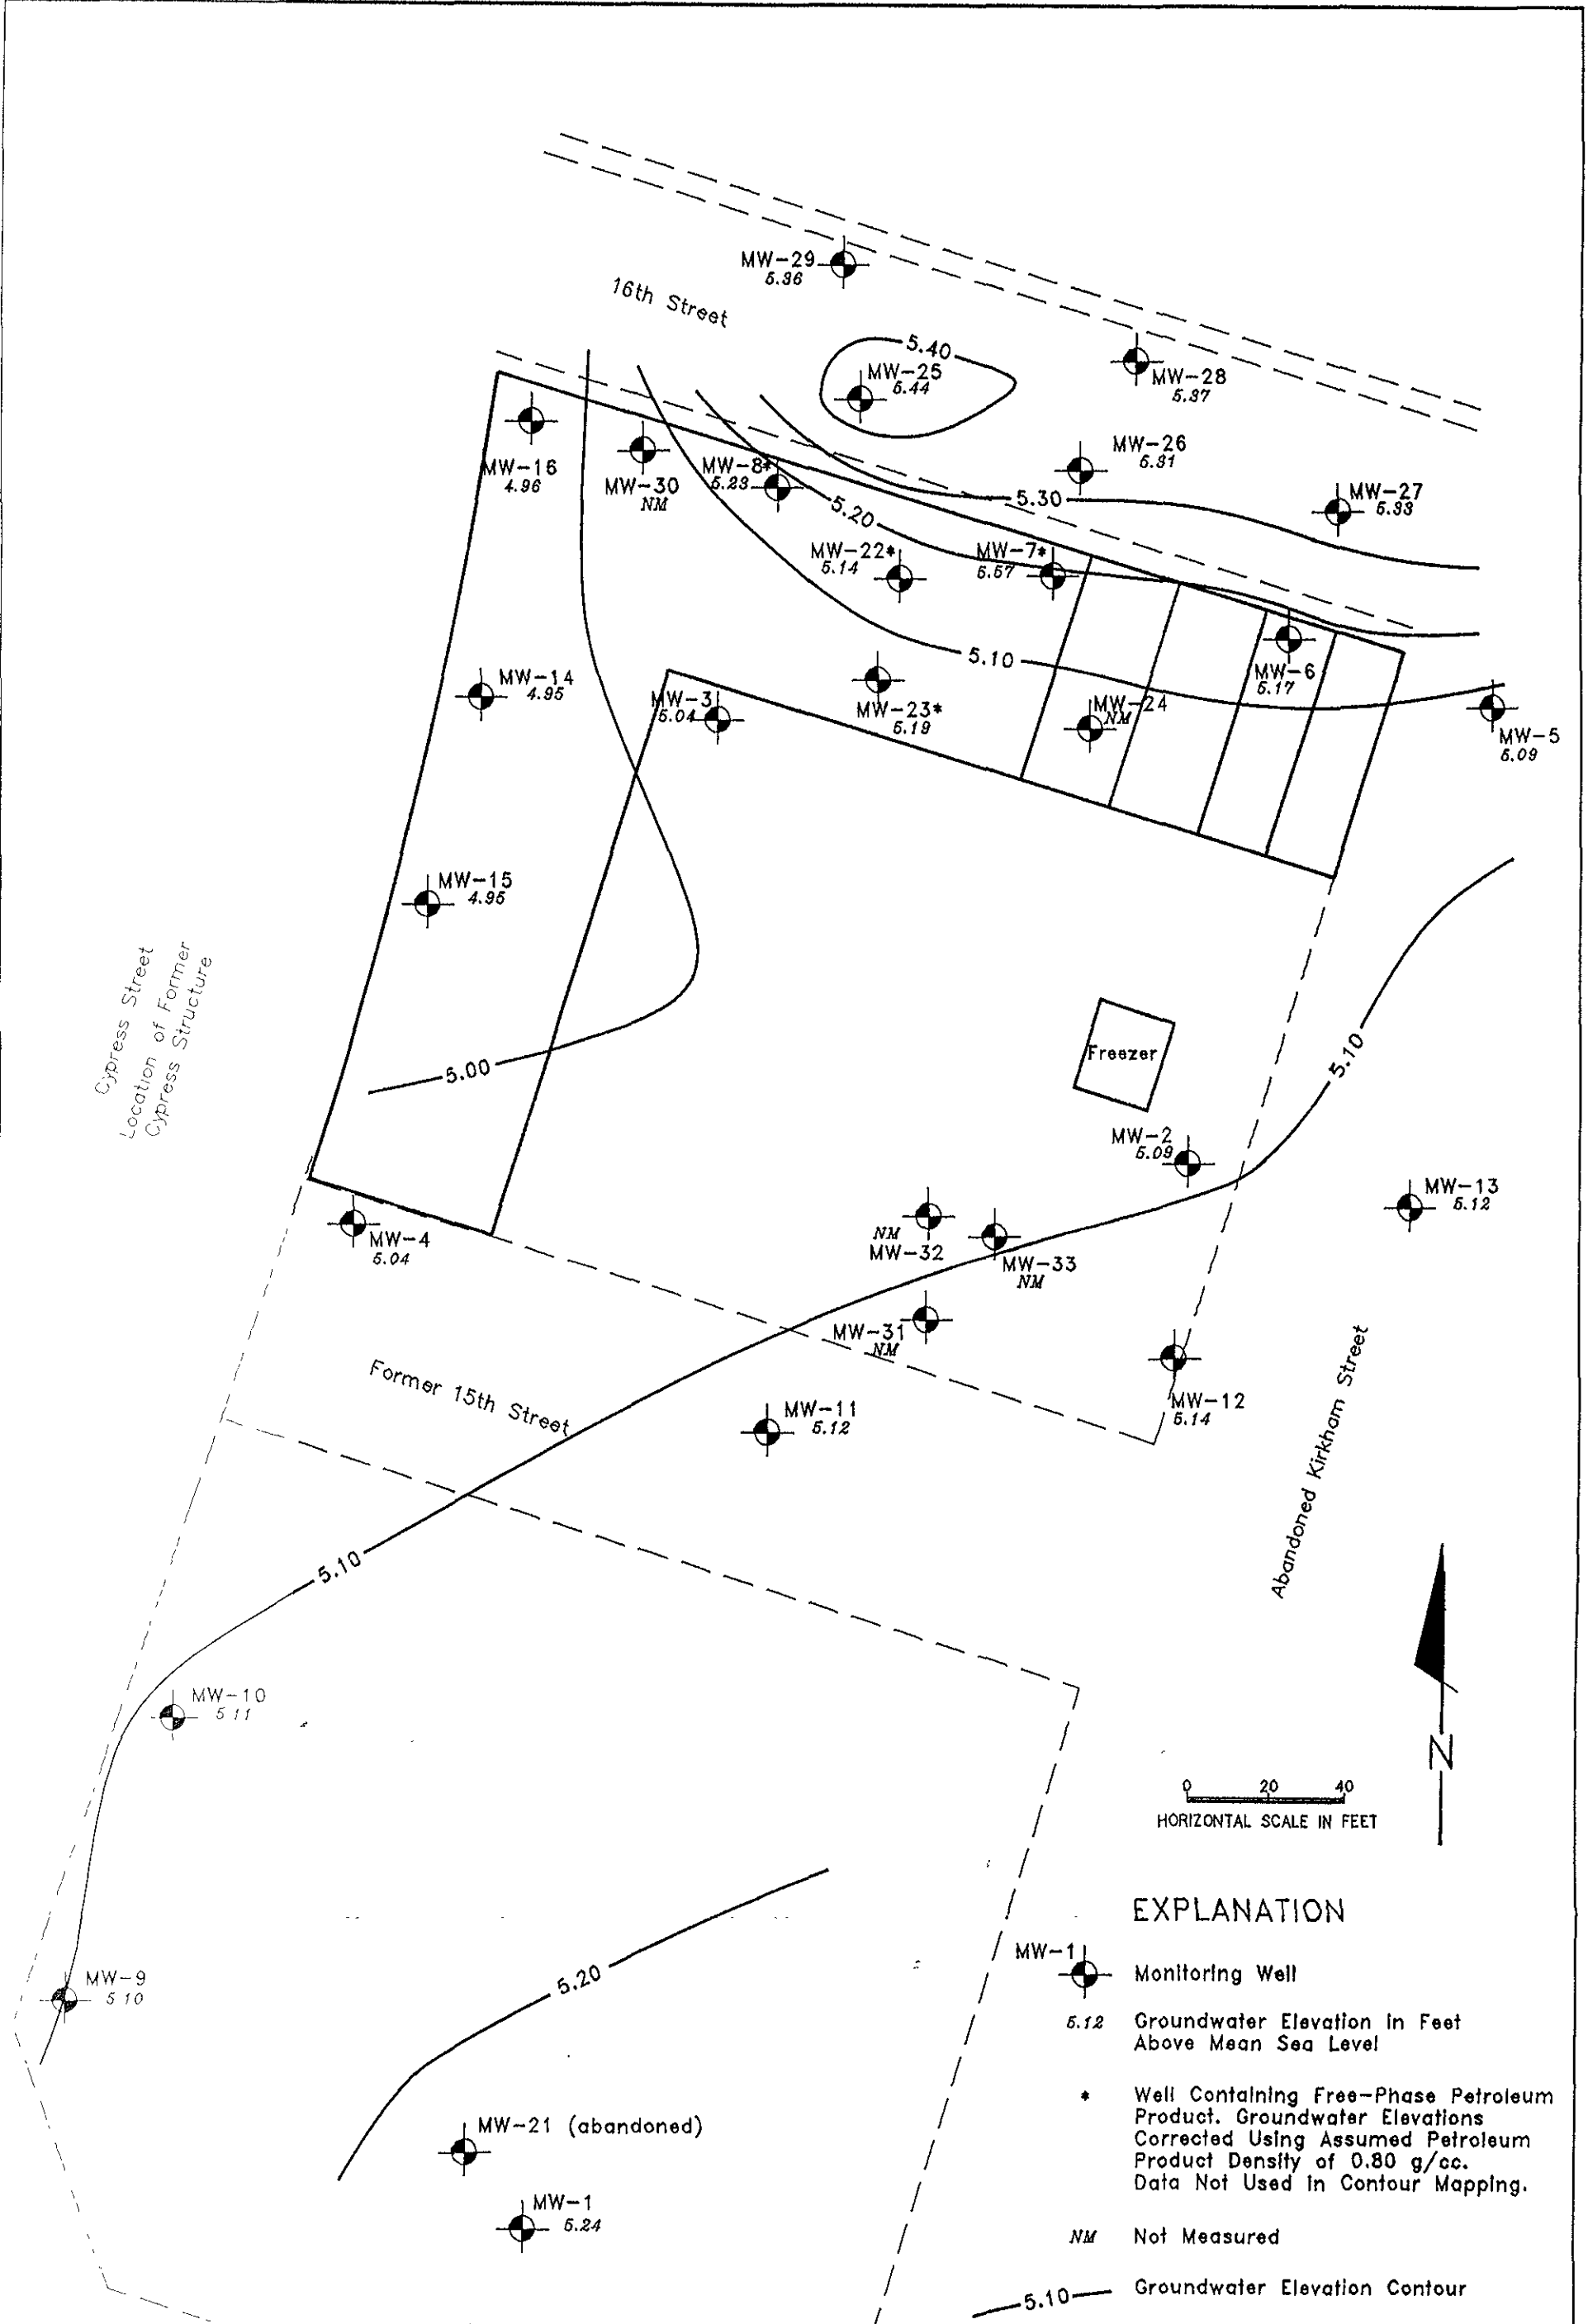 MW-29
5.36
16th Street
5.40
MW-25
5.44
MW-28
5.37
MW-26
5.31
MW-16
4.96
MW-30
NM
MW-8*
5.23
5.30
MW-27
5.33
5.20
MW-22*
5.14
MW-7*
5.57
5.10
MW-6
5.17
MW-14
4.95
MW-3
5.04
MW-23*
5.19
MW-24
NM
MW-5
5.09
MW-15
4.95
Cypress Street
Location of Former
Cypress Structure
5.00
Freezer
5.10
MW-2
5.09
MW-13
5.12
MW-4
5.04
NM
MW-32
MW-33
NM
MW-31
NM
Former 15th Street
MW-11
5.12
MW-12
5.14
Abandoned Kirkham Street
5.10
MW-10
5.11
N
0 20 40
HORIZONTAL SCALE IN FEET
5.20
MW-9
5.10
MW-21 (abandoned)
MW-1
5.24
EXPLANATION
MW-1
Monitoring Well
5.12 Groundwater Elevation in Feet
Above Mean Sea Level
* Well Containing Free-Phase Petroleum
Product. Groundwater Elevations
Corrected Using Assumed Petroleum
Product Density of 0.80 g/cc.
Data Not Used in Contour Mapping.
NM Not Measured
5.10 Groundwater Elevation Contour